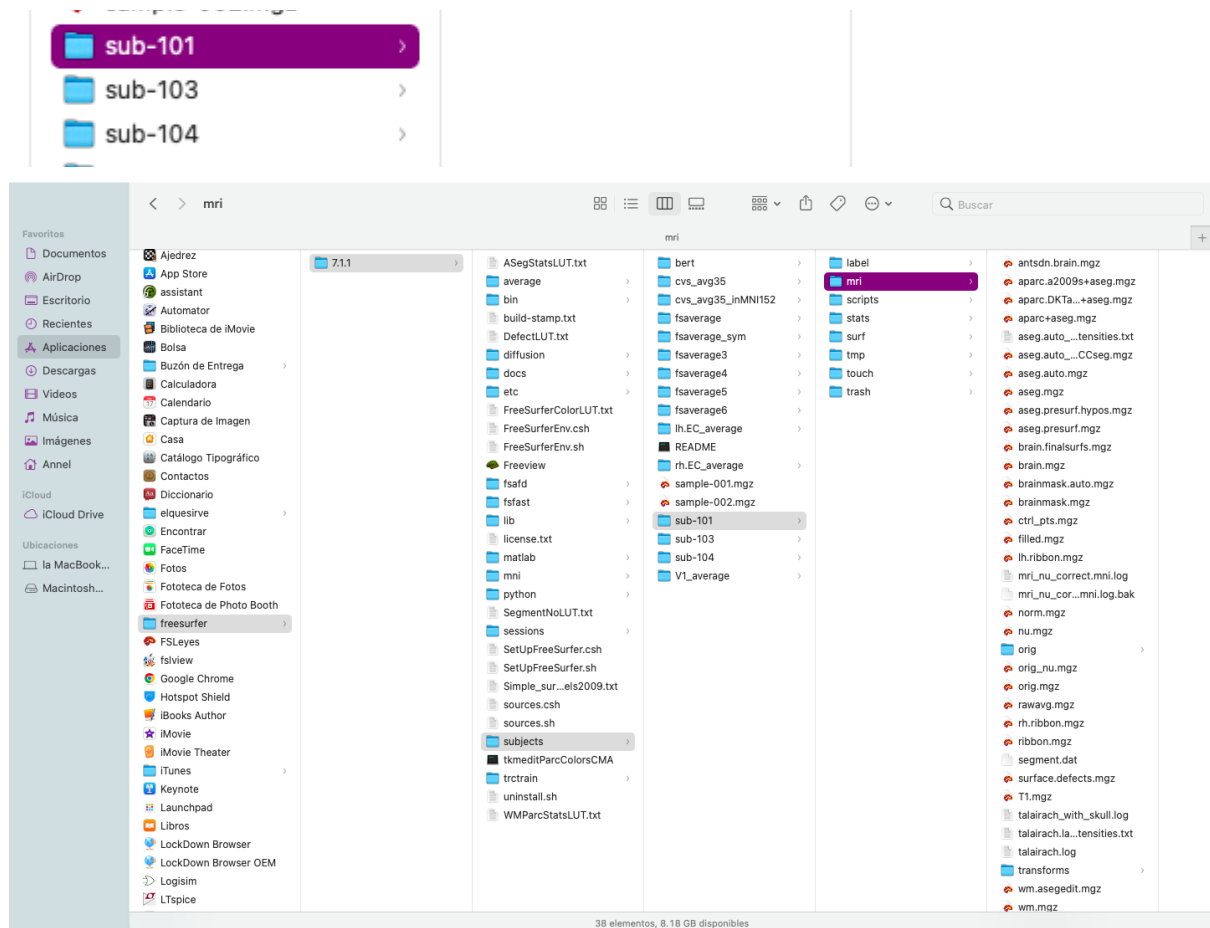 sub-101
sub-103
sub-104
mri
Buscar
mri
Favoritos
Documentos
AirDrop
Escritorio
Recientes
Aplicaciones
Descargas
Videos
Música
Imágenes
Annel
iCloud
iCloud Drive
Ubicaciones
la MacBook...
Macintosh...
Ajedrez
App Store
assistant
Automator
Biblioteca de iMovie
Bolsa
Buzón de Entrega
Calculadora
Calendario
Captura de Imagen
Casa
Catálogo Tipográfico
Contactos
Diccionario
elquesirve
Encontrar
FaceTime
Fotos
Fototeca de Fotos
Fototeca de Photo Booth
freesurfer
FSLeyes
fslview
Google Chrome
Hotspot Shield
iBooks Author
iMovie
iMovie Theater
iTunes
Keynote
Launchpad
Libros
LockDown Browser
LockDown Browser OEM
Logisim
LTspice
7.1.1
ASegStatsLUT.txt
average
bin
build-stamp.txt
DefectLUT.txt
diffusion
docs
etc
FreeSurferColorLUT.txt
FreeSurferEnv.csh
FreeSurferEnv.sh
Freeview
fsafd
fsfast
lib
license.txt
matlab
mni
python
SegmentNoLUT.txt
sessions
SetUpFreeSurfer.csh
SetUpFreeSurfer.sh
Simple_sur...els2009.txt
sources.csh
sources.sh
subjects
tkmeditParcColorsCMA
trctrain
uninstall.sh
WMParcStatsLUT.txt
bert
cvs_avg35
cvs_avg35_inMNI152
fsaverage
fsaverage_sym
fsaverage3
fsaverage4
fsaverage5
fsaverage6
lh.EC_average
README
rh.EC_average
sample-001.mgz
sample-002.mgz
sub-101
sub-103
sub-104
V1_average
label
mri
scripts
stats
surf
tmp
touch
trash
antsdn.brain.mgz
aparc.a2009s+aseg.mgz
aparc.DKTa...+aseg.mgz
aparc+aseg.mgz
aseg.auto_...tensities.txt
aseg.auto_...CCseg.mgz
aseg.auto.mgz
aseg.mgz
aseg.presurf.hypos.mgz
aseg.presurf.mgz
brain.finalsurfs.mgz
brain.mgz
brainmask.auto.mgz
brainmask.mgz
ctrl_pts.mgz
filled.mgz
lh.ribbon.mgz
mri_nu_correct.mni.log
mri_nu_cor...mni.log.bak
norm.mgz
nu.mgz
orig
orig_nu.mgz
orig.mgz
rawavg.mgz
rh.ribbon.mgz
ribbon.mgz
segment.dat
surface.defects.mgz
T1.mgz
talairach_with_skull.log
talairach.la...tensities.txt
talairach.log
transforms
wm.asegedit.mgz
wm.mgz
38 elementos, 8.18 GB disponibles